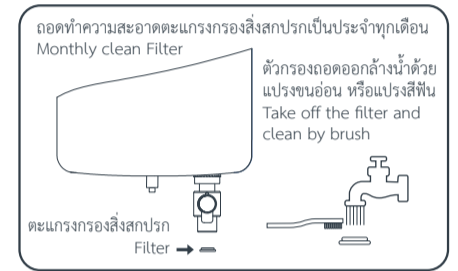 ถอดทำความสะอาดตะแกรงกรองสิ่งสกปรกเป็นประจำทุกเดือน
Monthly clean Filter
ตัวกรองถอดออกล้างน้ำด้วย
แปรงขนอ่อน หรือแปรงสีฟัน
Take off the filter and
clean by brush
ตะแกรงกรองสิ่งสกปรก
Filter